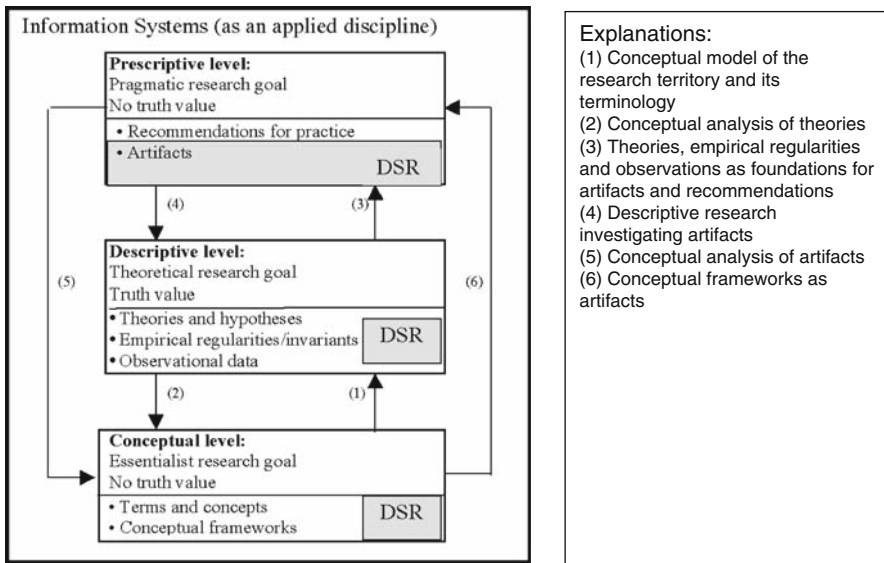 Information Systems (as an applied discipline)
Prescriptive level:
Pragmatic research goal
No truth value
• Recommendations for practice
• Artifacts
DSR
(4)
(3)
Descriptive level:
Theoretical research goal
Truth value
• Theories and hypotheses
• Empirical regularities/invariants
• Observational data
DSR
(5)
(6)
(2)
(1)
Conceptual level:
Essentialist research goal
No truth value
• Terms and concepts
• Conceptual frameworks
DSR
Explanations:
(1) Conceptual model of the
research territory and its
terminology
(2) Conceptual analysis of theories
(3) Theories, empirical regularities
and observations as foundations for
artifacts and recommendations
(4) Descriptive research
investigating artifacts
(5) Conceptual analysis of artifacts
(6) Conceptual frameworks as
artifacts